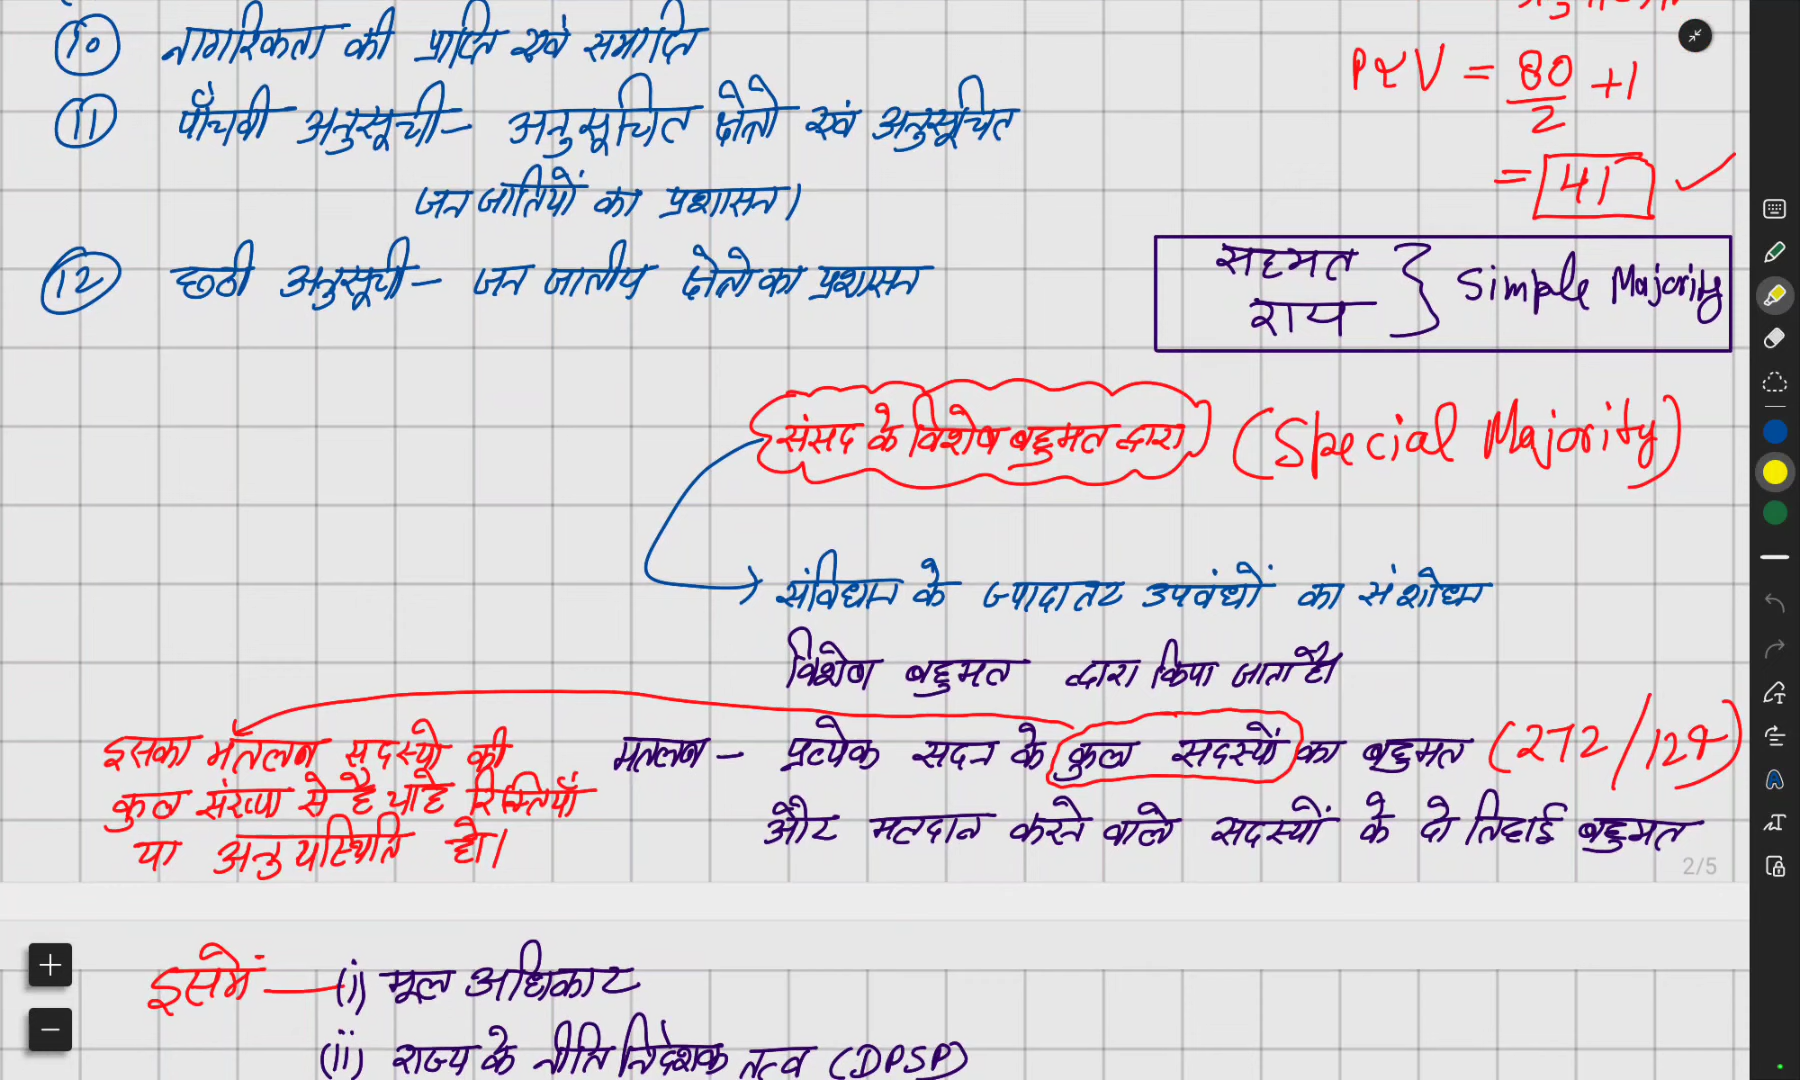 (10) नागरिकता की प्राप्ति एवं समाप्ति
(11) पाँचवी अनुसूची - अनुसूचित क्षेत्रो एवं अनुसूचित
जन जातियों का प्रशासन।
(12) छठी अनुसूची - जन जातीय क्षेत्रो का प्रशासन
P&V = 80/2 + 1
= 41 ✓
सहमत
राय } Simple Majority
संसद के विशेष बहुमत द्वारा (Special Majority)
संविधान के ज्यादातर उपबंधों का संशोधन
विशेष बहुमत द्वारा किया जाता है।
मतलब - प्रत्येक सदन के कुल सदस्यों का बहुमत (272/129)
और मतदान करने वाले सदस्यों के दो तिहाई बहुमत
इसका मतलब सदस्यो की
कुल संख्या से है चाहे रिक्तियाँ
या अनुपस्थिति हो।
2/5
इसमें — (i) मूल अधिकार
(ii) राज्य के नीति निदेशक तत्व (DPSP)